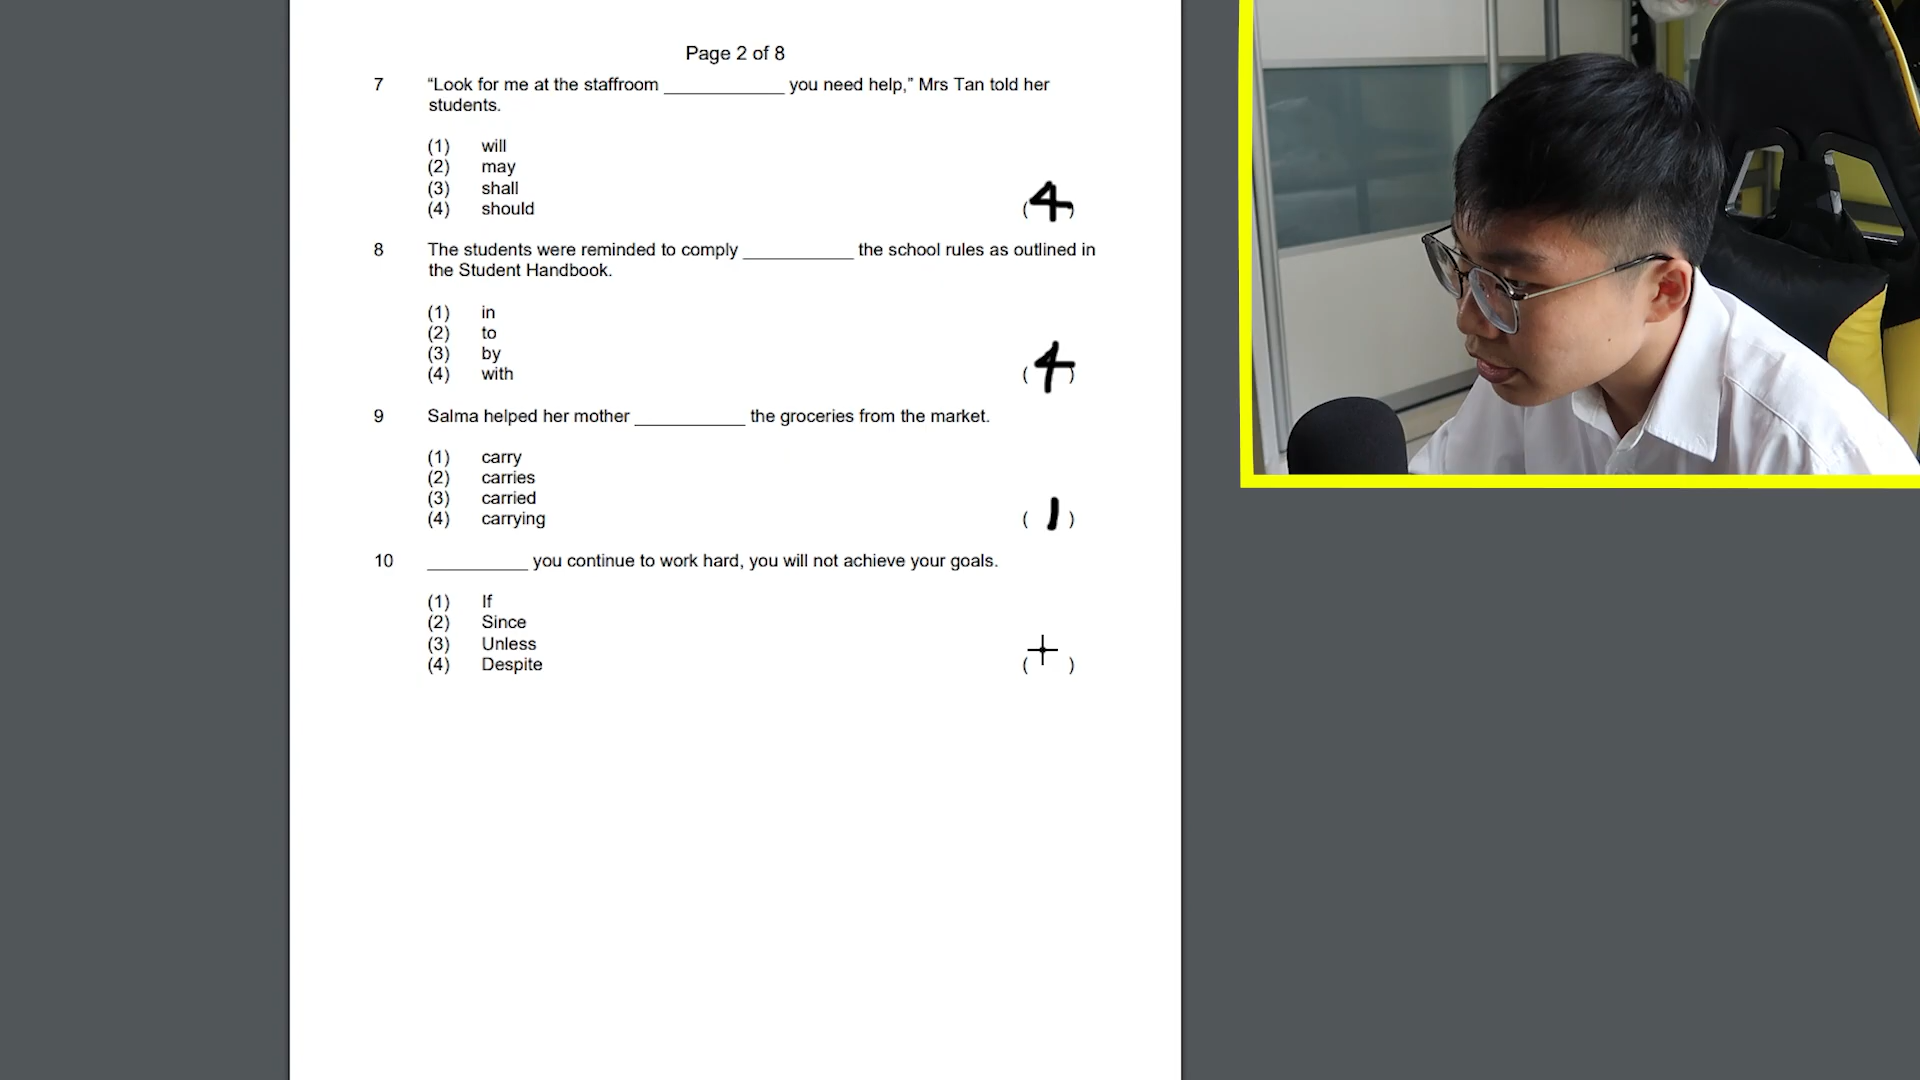 Page 2 of 8
7 “Look for me at the staffroom ____________ you need help,” Mrs Tan told her
students.
(1) will
(2) may
(3) shall
(4) should
(4)
8 The students were reminded to comply ___________ the school rules as outlined in
the Student Handbook.
(1) in
(2) to
(3) by
(4) with
(4)
9 Salma helped her mother ___________ the groceries from the market.
(1) carry
(2) carries
(3) carried
(4) carrying
(1)
10 __________ you continue to work hard, you will not achieve your goals.
(1) If
(2) Since
(3) Unless
(4) Despite
( )